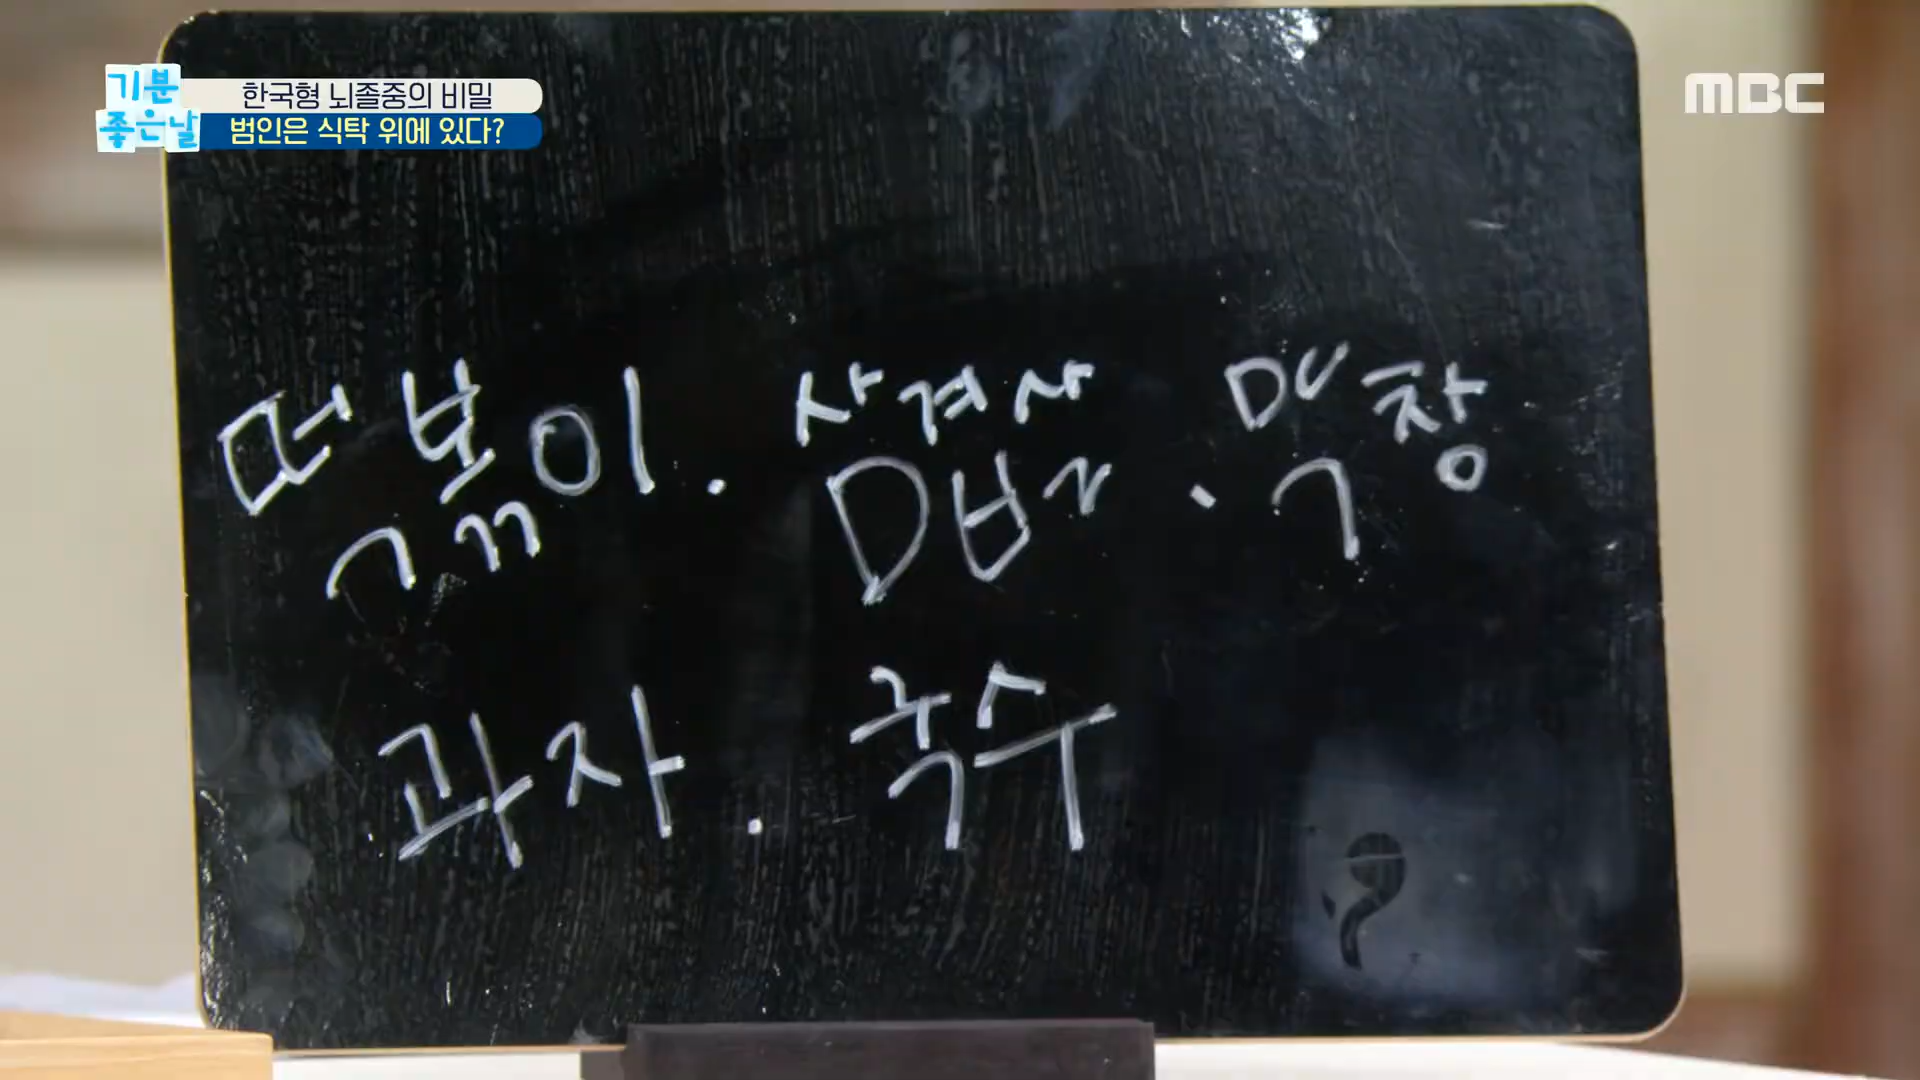 기분
좋은날
한국형 뇌졸중의 비밀
범인은 식탁 위에 있다?
MBC
떡볶이. 삼겹살. 막창
과자. 국수